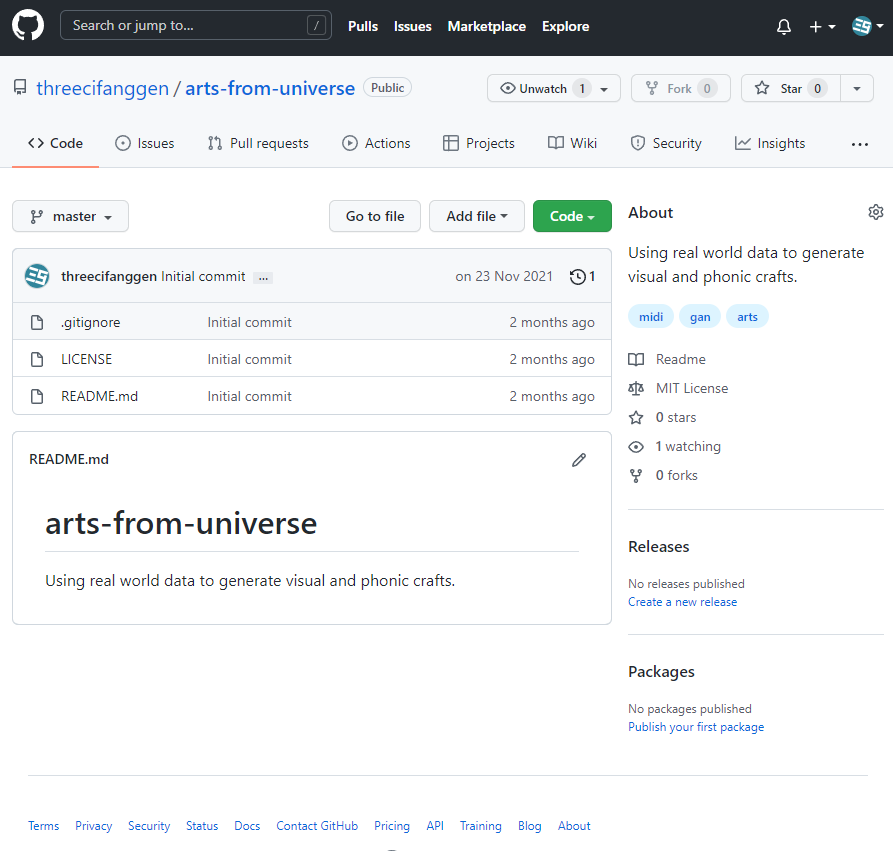 Search or jump to... /
Pulls Issues Marketplace Explore
threecifanggen / arts-from-universe Public
Unwatch 1 Fork 0 Star 0
Code Issues Pull requests Actions Projects Wiki Security Insights ...
master Go to file Add file Code
threecifanggen Initial commit ... on 23 Nov 2021 1
.gitignore Initial commit 2 months ago
LICENSE Initial commit 2 months ago
README.md Initial commit 2 months ago
README.md
arts-from-universe
Using real world data to generate visual and phonic crafts.
About
Using real world data to generate
visual and phonic crafts.
midi gan arts
Readme
MIT License
0 stars
1 watching
0 forks
Releases
No releases published
Create a new release
Packages
No packages published
Publish your first package
Terms Privacy Security Status Docs Contact GitHub Pricing API Training Blog About